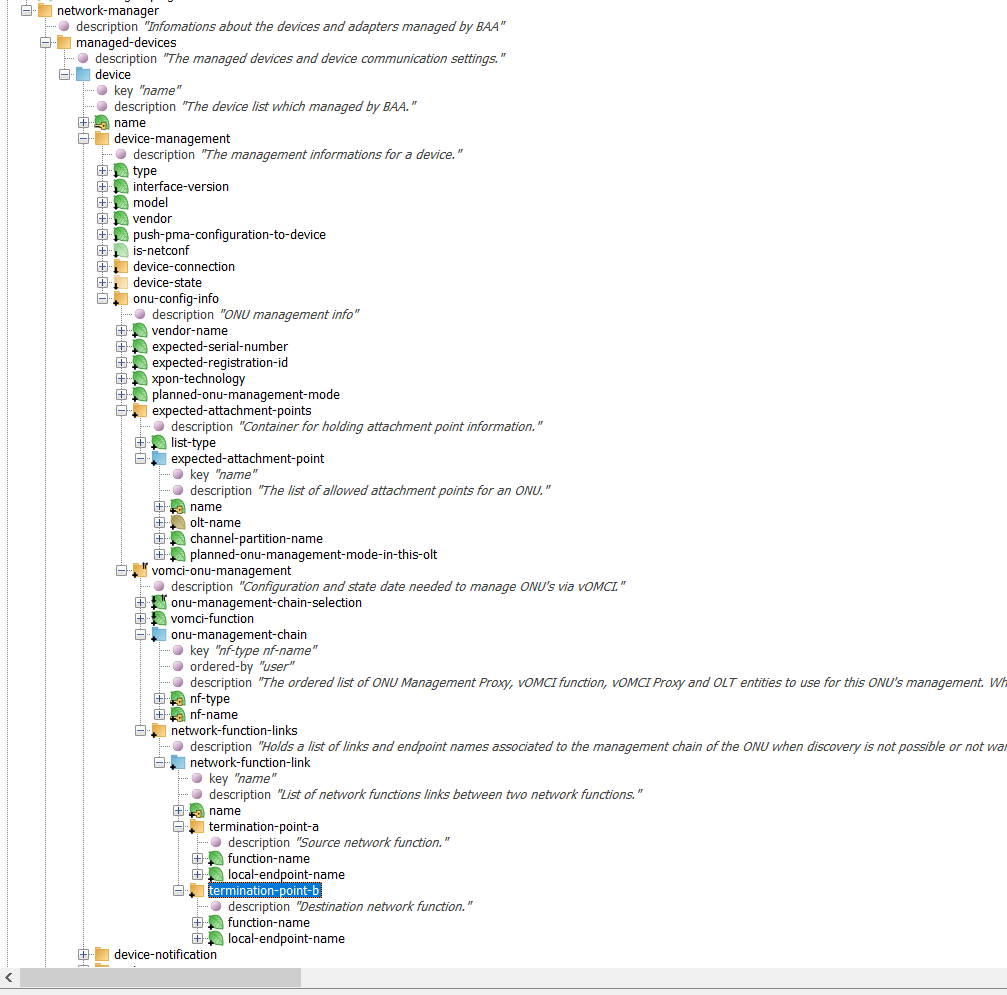 network-manager
description "Infomations about the devices and adapters managed by BAA"
managed-devices
description "The managed devices and device communication settings."
device
key "name"
description "The device list which managed by BAA."
name
device-management
description "The management informations for a device."
type
interface-version
model
vendor
push-pma-configuration-to-device
is-netconf
device-connection
device-state
onu-config-info
description "ONU management info"
vendor-name
expected-serial-number
expected-registration-id
xpon-technology
planned-onu-management-mode
expected-attachment-points
description "Container for holding attachment point information."
list-type
expected-attachment-point
key "name"
description "The list of allowed attachment points for an ONU."
name
olt-name
channel-partition-name
planned-onu-management-mode-in-this-olt
vomci-onu-management
description "Configuration and state date needed to manage ONU's via vOMCI."
onu-management-chain-selection
vomci-function
onu-management-chain
key "nf-type nf-name"
ordered-by "user"
description "The ordered list of ONU Management Proxy, vOMCI function, vOMCI Proxy and OLT entities to use for this ONU's management. Wh
nf-type
nf-name
network-function-links
description "Holds a list of links and endpoint names associated to the management chain of the ONU when discovery is not possible or not wa
network-function-link
key "name"
description "List of network functions links between two network functions."
name
termination-point-a
description "Source network function."
function-name
local-endpoint-name
termination-point-b
description "Destination network function."
function-name
local-endpoint-name
device-notification